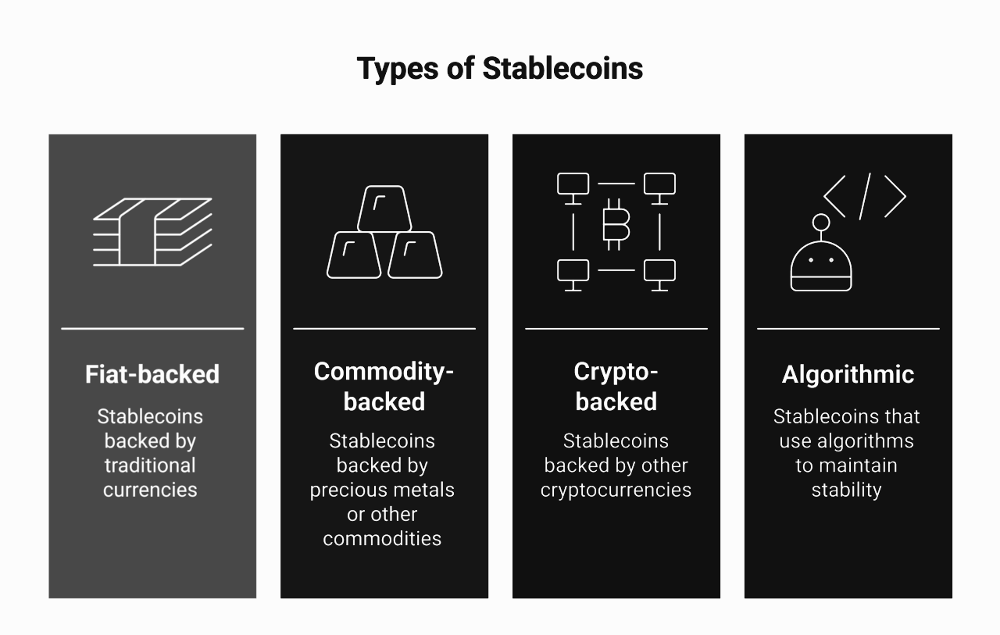 Types of Stablecoins
Fiat-backed
Stablecoins
backed by
traditional
currencies
Commodity-
backed
Stablecoins
backed by
precious metals
or other
commodities
Crypto-
backed
Stablecoins
backed by other
cryptocurrencies
Algorithmic
Stablecoins that
use algorithms
to maintain
stability